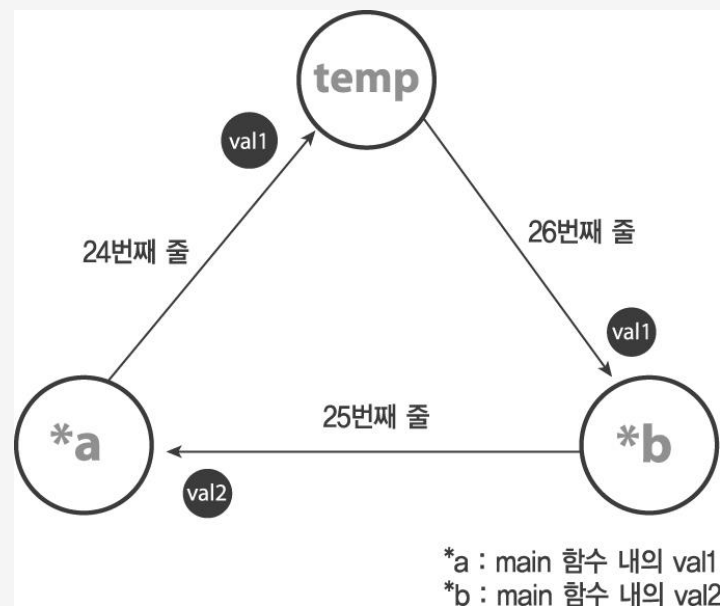 temp
val1
24번째 줄
26번째 줄
val1
25번째 줄
*a
*b
val2
*a : main 함수 내의 val1
*b : main 함수 내의 val2